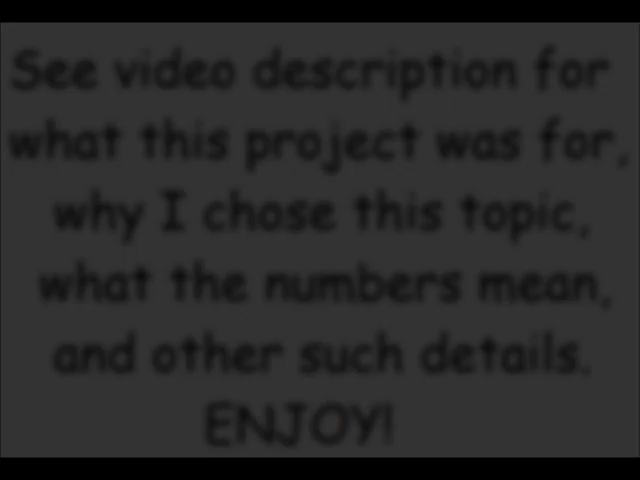 See video description for
what this project was for,
why I chose this topic,
what the numbers mean,
and other such details.
ENJOY!